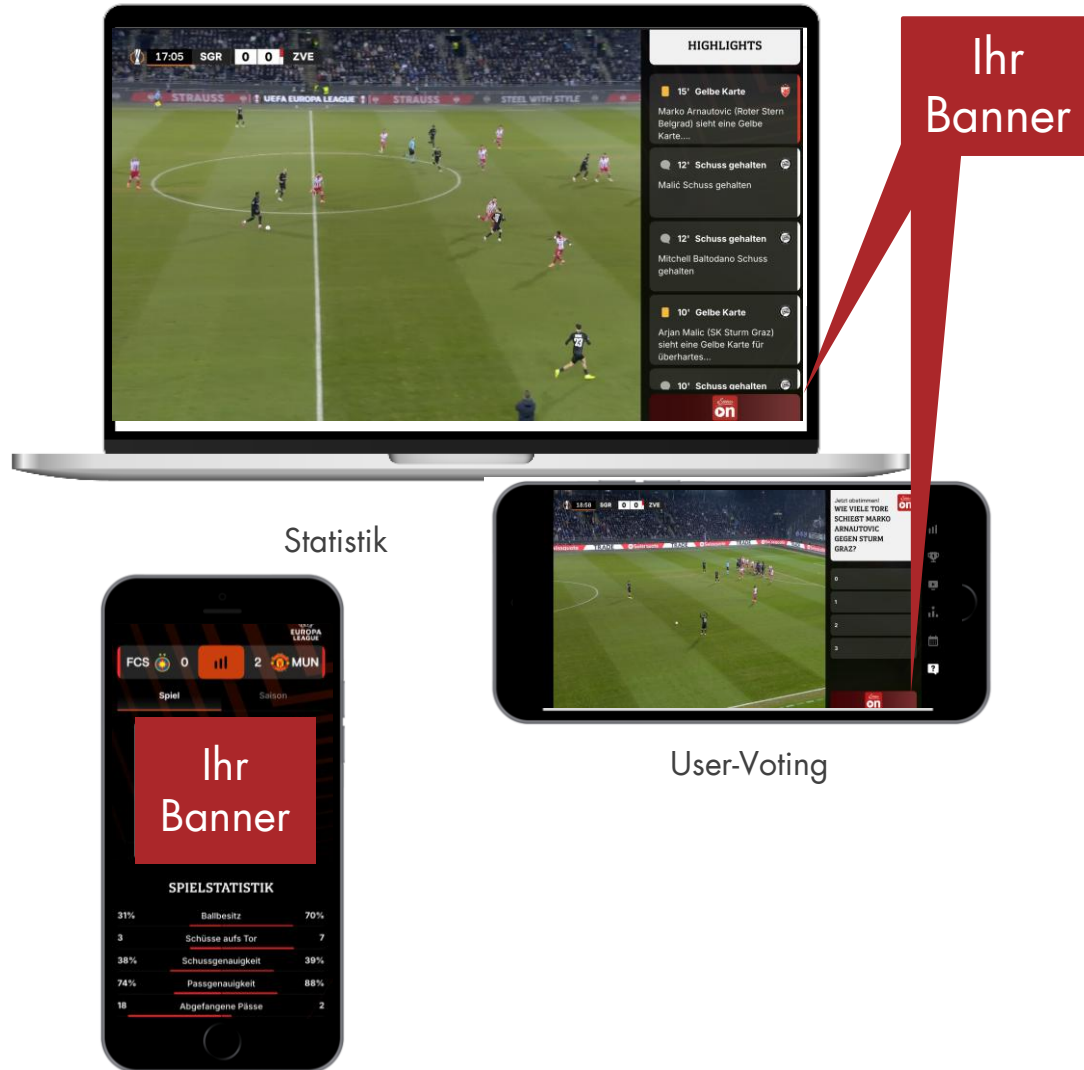 17:05 SGR 0 0 ZVE
STRAUSS UEFA EUROPA LEAGUE STRAUSS STEEL WITH STYLE
HIGHLIGHTS
15' Gelbe Karte
Marko Arnautovic (Roter Stern
Belgrad) sieht eine Gelbe
Karte....
12' Schuss gehalten
Malić Schuss gehalten
12' Schuss gehalten
Mitchell Baltodano Schuss
gehalten
10' Gelbe Karte
Arjan Malic (SK Sturm Graz)
sieht eine Gelbe Karte für
überhartes...
10' Schuss gehalten
on
Ihr
Banner
Statistik
18:58 SGR 0 0 ZVE
TRADE Swissquote TRADE Swissquote TRADE
Jetzt abstimmen!
WIE VIELE TORE
SCHIEẞT MARKO
ARNAUTOVIC
GEGEN STURM
GRAZ?
on
0
1
2
3
on
User-Voting
EUROPA
LEAGUE
FCS 0 2 MUN
Spiel Saison
Ihr
Banner
SPIELSTATISTIK
31% Ballbesitz 70%
3 Schüsse aufs Tor 7
38% Schussgenauigkeit 39%
74% Passgenauigkeit 88%
18 Abgefangene Pässe 2